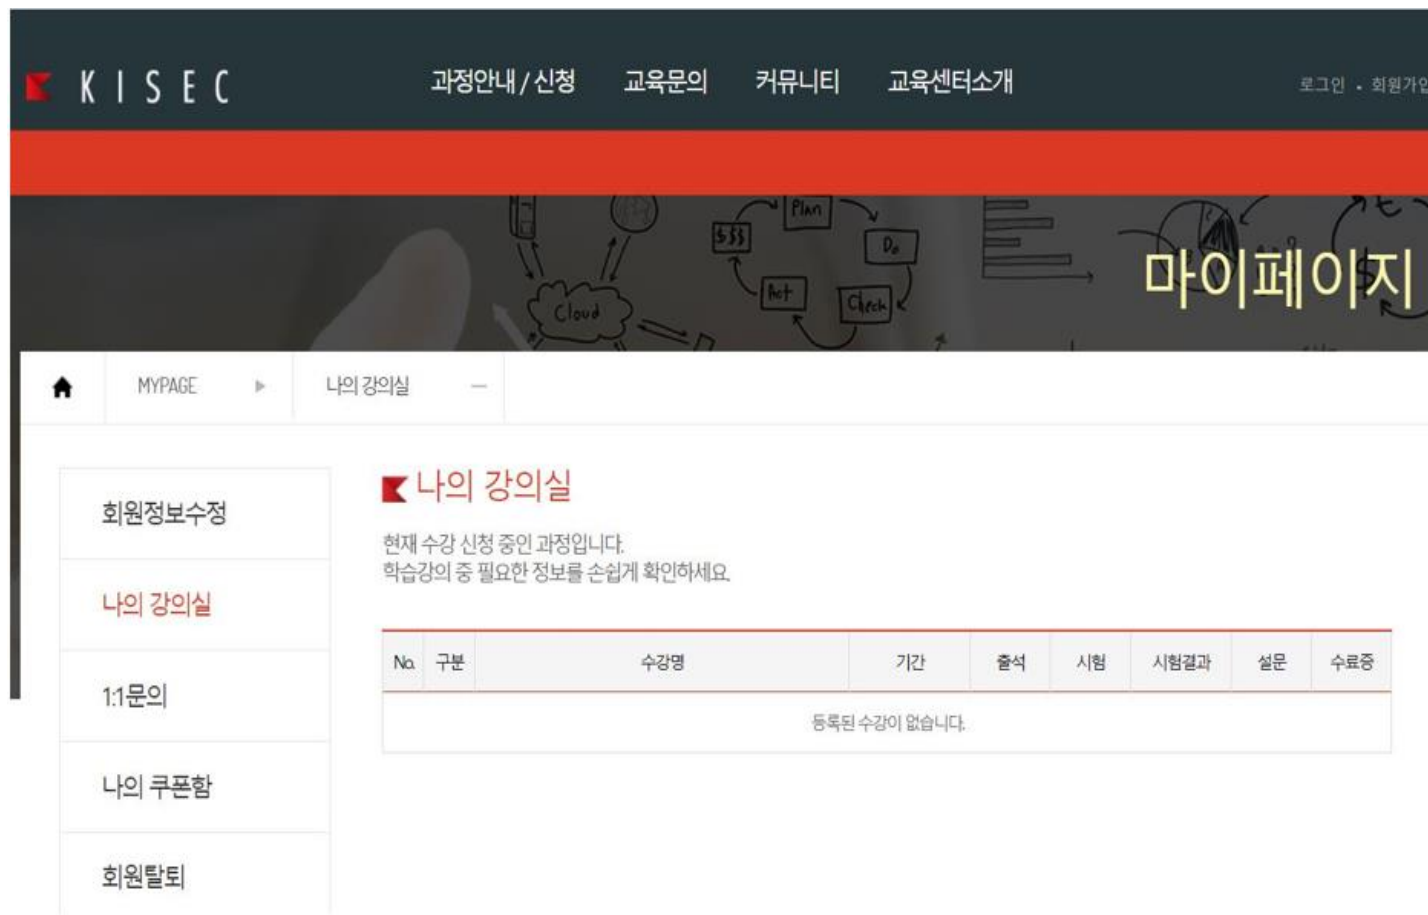 KISEC
과정안내 / 신청 교육문의 커뮤니티 교육센터소개
로그인 • 회원가입
Plan
$$$
Do
Act
Check
Cloud
마이페이지
MYPAGE ▶ 나의 강의실 —
회원정보수정
나의 강의실
1:1문의
나의 쿠폰함
회원탈퇴
나의 강의실
현재 수강 신청 중인 과정입니다.
학습강의 중 필요한 정보를 손쉽게 확인하세요.
No. 구분 수강명 기간 출석 시험 시험결과 설문 수료증
등록된 수강이 없습니다.